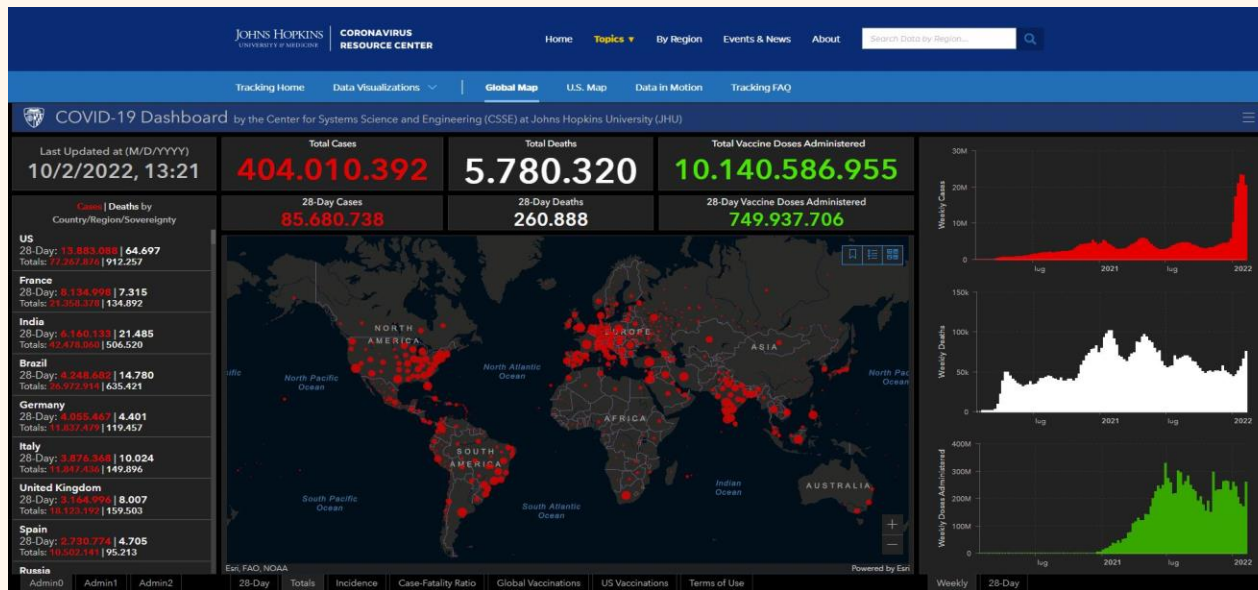 JOHNS HOPKINS
UNIVERSITY & MEDICINE
CORONAVIRUS
RESOURCE CENTER
Home Topics ▾ By Region Events & News About Search Data by Region...
Tracking Home Data Visualizations Global Map U.S. Map Data in Motion Tracking FAQ
COVID-19 Dashboard by the Center for Systems Science and Engineering (CSSE) at Johns Hopkins University (JHU)
Last Updated at (M/D/YYYY)
10/2/2022, 13:21
Total Cases
404.010.392
Total Deaths
5.780.320
Total Vaccine Doses Administered
10.140.586.955
28-Day Cases
85.680.738
28-Day Deaths
260.888
28-Day Vaccine Doses Administered
749.937.706
Cases | Deaths by
Country/Region/Sovereignty
US
28-Day: 13.883.088 | 64.697
Totals: 77.267.876 | 912.257
France
28-Day: 8.134.998 | 7.315
Totals: 21.358.378 | 134.892
India
28-Day: 6.160.133 | 21.485
Totals: 42.478.060 | 506.520
Brazil
28-Day: 4.248.682 | 14.780
Totals: 26.972.914 | 635.421
Germany
28-Day: 4.055.467 | 4.401
Totals: 11.837.479 | 119.457
Italy
28-Day: 3.876.368 | 10.024
Totals: 11.847.436 | 149.896
United Kingdom
28-Day: 3.164.996 | 8.007
Totals: 18.123.192 | 159.503
Spain
28-Day: 2.730.774 | 4.705
Totals: 10.502.141 | 95.213
Russia
Admin0 Admin1 Admin2
NORTH
AMERICA
EUROPE
ASIA
North Pacific
Ocean
North Atlantic
Ocean
North Pac
Ocean
AFRICA
SOUTH
AMERICA
South Pacific
Ocean
South Atlantic
Ocean
Indian
Ocean
AUSTRALIA
+
−
Esri, FAO, NOAA Powered by Esri
28-Day Totals Incidence Case-Fatality Ratio Global Vaccinations US Vaccinations Terms of Use
Weekly Cases
30M
20M
10M
0
lug 2021 lug 2022
Weekly Deaths
150k
100k
50k
0
lug 2021 lug 2022
Weekly Doses Administered
400M
300M
200M
100M
0
lug 2021 lug 2022
Weekly 28-Day